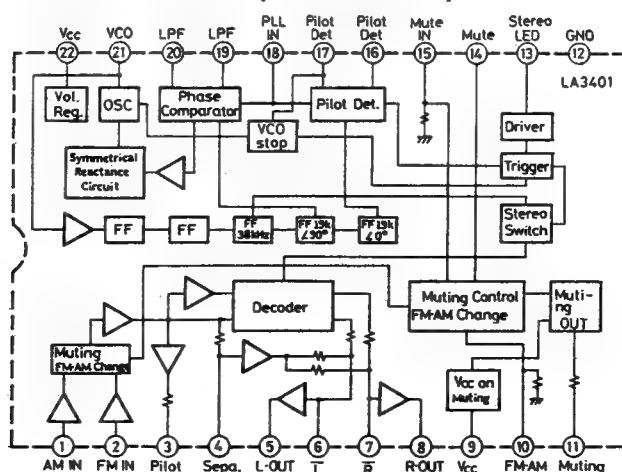 Vcc VCO LPF LPF PLL IN Pilot Det Pilot Det Mute IN Mute Stereo LED GND
22 21 20 19 18 17 16 15 14 13 12
LA3401
Vol. Reg.
OSC
Phase Comparator
Pilot Det.
VCO stop
Driver
Trigger
Symmetrical Reactance Circuit
FF
FF
FF 38kHz
FF 19k ∠90°
FF 19k ∠0°
Stereo Switch
Decoder
Muting Control FM-AM Change
Muting OUT
Muting FM-AM Change
Vcc on Muting
1 2 3 4 5 6 7 8 9 10 11
AM IN FM IN Pilot Sepa. L-OUT L̅ R̅ R-OUT Vcc FM-AM Muting